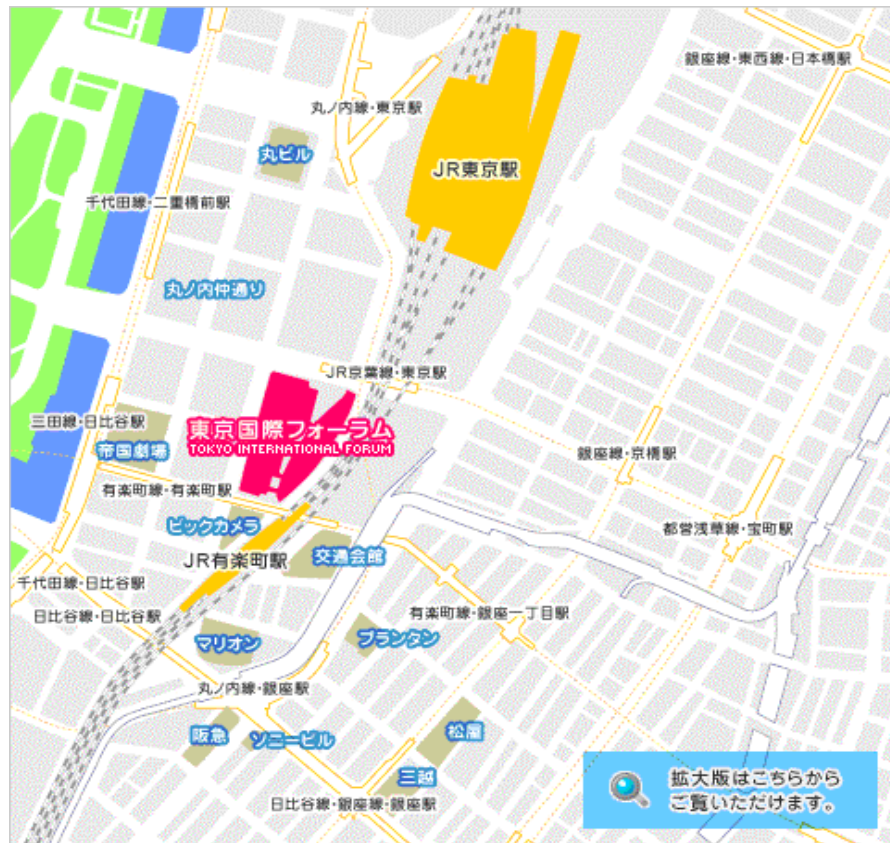 銀座線・東西線・日本橋駅
丸ノ内線・東京駅
丸ビル
JR東京駅
千代田線・二重橋前駅
丸ノ内仲通り
JR京葉線・東京駅
三田線・日比谷駅
東京国際フォーラム
TOKYO INTERNATIONAL FORUM
帝国劇場
銀座線・京橋駅
有楽町線・有楽町駅
ビックカメラ
都営浅草線・宝町駅
JR有楽町駅
交通会館
千代田線・日比谷駅
日比谷線・日比谷駅
有楽町線・銀座一丁目駅
マリオン
プランタン
丸ノ内線・銀座駅
阪急
ソニービル
松屋
三越
日比谷線・銀座線・銀座駅
拡大版はこちらから
ご覧いただけます。